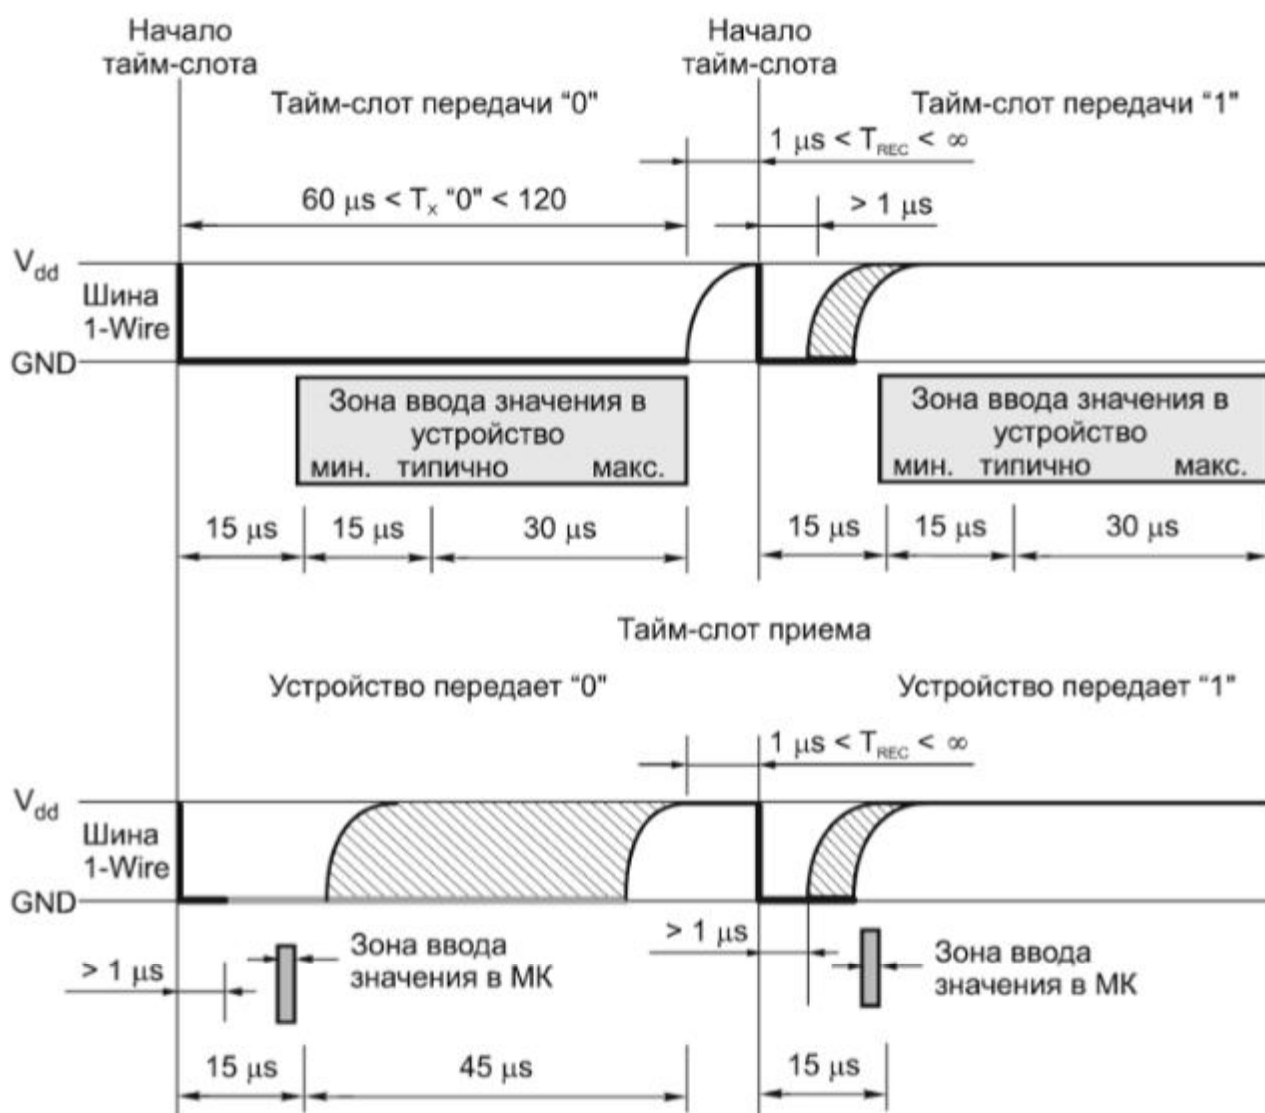 Начало
тайм-слота
Начало
тайм-слота
Тайм-слот передачи “0”
Тайм-слот передачи “1”
1 μs < T_REC < ∞
60 μs < T_x “0” < 120
> 1 μs
V_dd
Шина
1-Wire
GND
Зона ввода значения в
устройство
мин. типично макс.
Зона ввода значения в
устройство
мин. типично макс.
15 μs 15 μs 30 μs
15 μs 15 μs 30 μs
Тайм-слот приема
Устройство передает “0”
Устройство передает “1”
1 μs < T_REC < ∞
V_dd
Шина
1-Wire
GND
> 1 μs
Зона ввода
значения в МК
> 1 μs
Зона ввода
значения в МК
15 μs 45 μs
15 μs